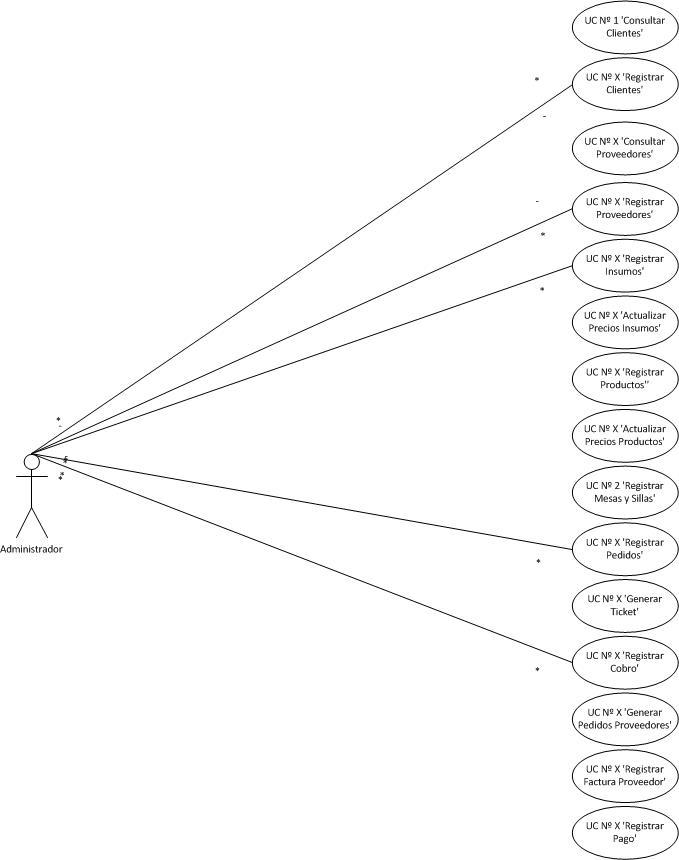 UC Nº 1 'Consultar
Clientes'
*
UC Nº X 'Registrar
Clientes'
-
UC Nº X 'Consultar
Proveedores'
-
UC Nº X 'Registrar
Proveedores'
*
UC Nº X 'Registrar
Insumos'
*
UC Nº X 'Actualizar
Precios Insumos'
UC Nº X 'Registrar
Productos''
*
-
UC Nº X 'Actualizar
Precios Productos'
*
*
UC Nº 2 'Registrar
Mesas y Sillas'
Administrador
UC Nº X 'Registrar
Pedidos'
*
UC Nº X 'Generar
Ticket'
UC Nº X 'Registrar
Cobro'
*
UC Nº X 'Generar
Pedidos Proveedores'
UC Nº X 'Registrar
Factura Proveedor'
UC Nº X 'Registrar
Pago'